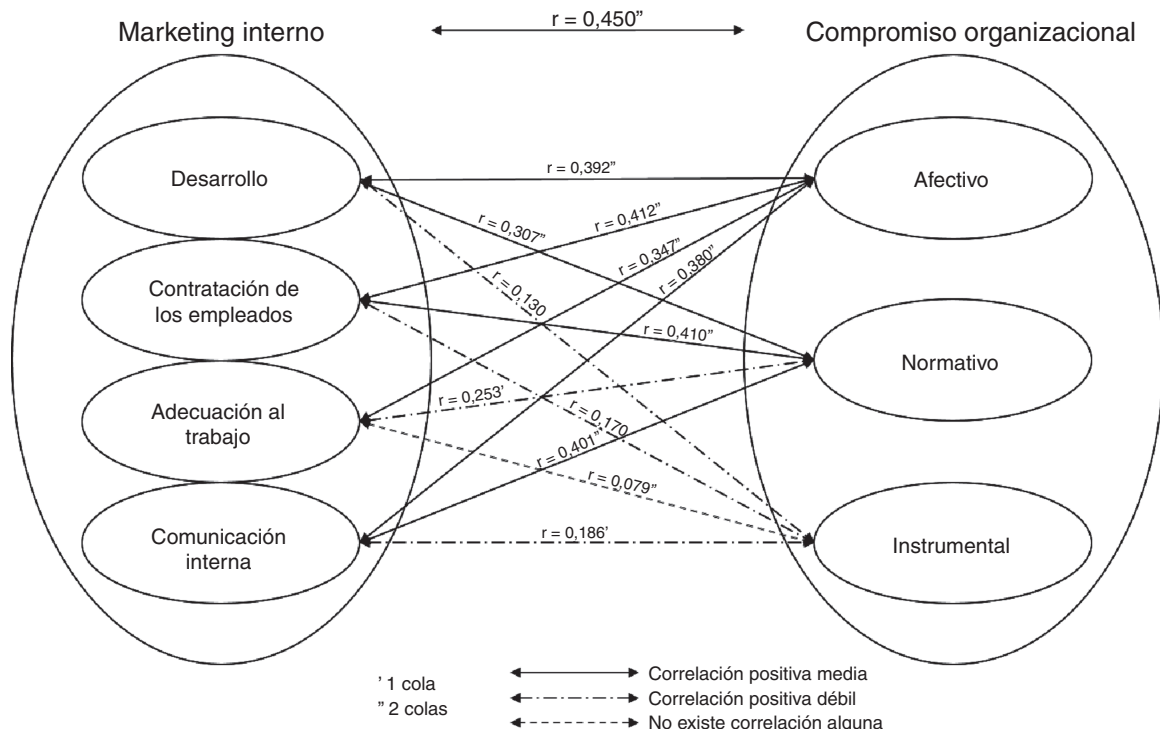 r = 0,450”
Marketing interno
Compromiso organizacional
Desarrollo
r = 0,392”
Afectivo
r = 0,412”
r = 0,307”
r = 0,347”
r = 0,380”
r = 0,130
Contratación de
los empleados
r = 0,410”
Normativo
r = 0,253’
Adecuación al
trabajo
r = 0,170
r = 0,401”
r = 0,079”
Comunicación
interna
r = 0,186’
Instrumental
’ 1 cola
” 2 colas
Correlación positiva media
Correlación positiva débil
No existe correlación alguna